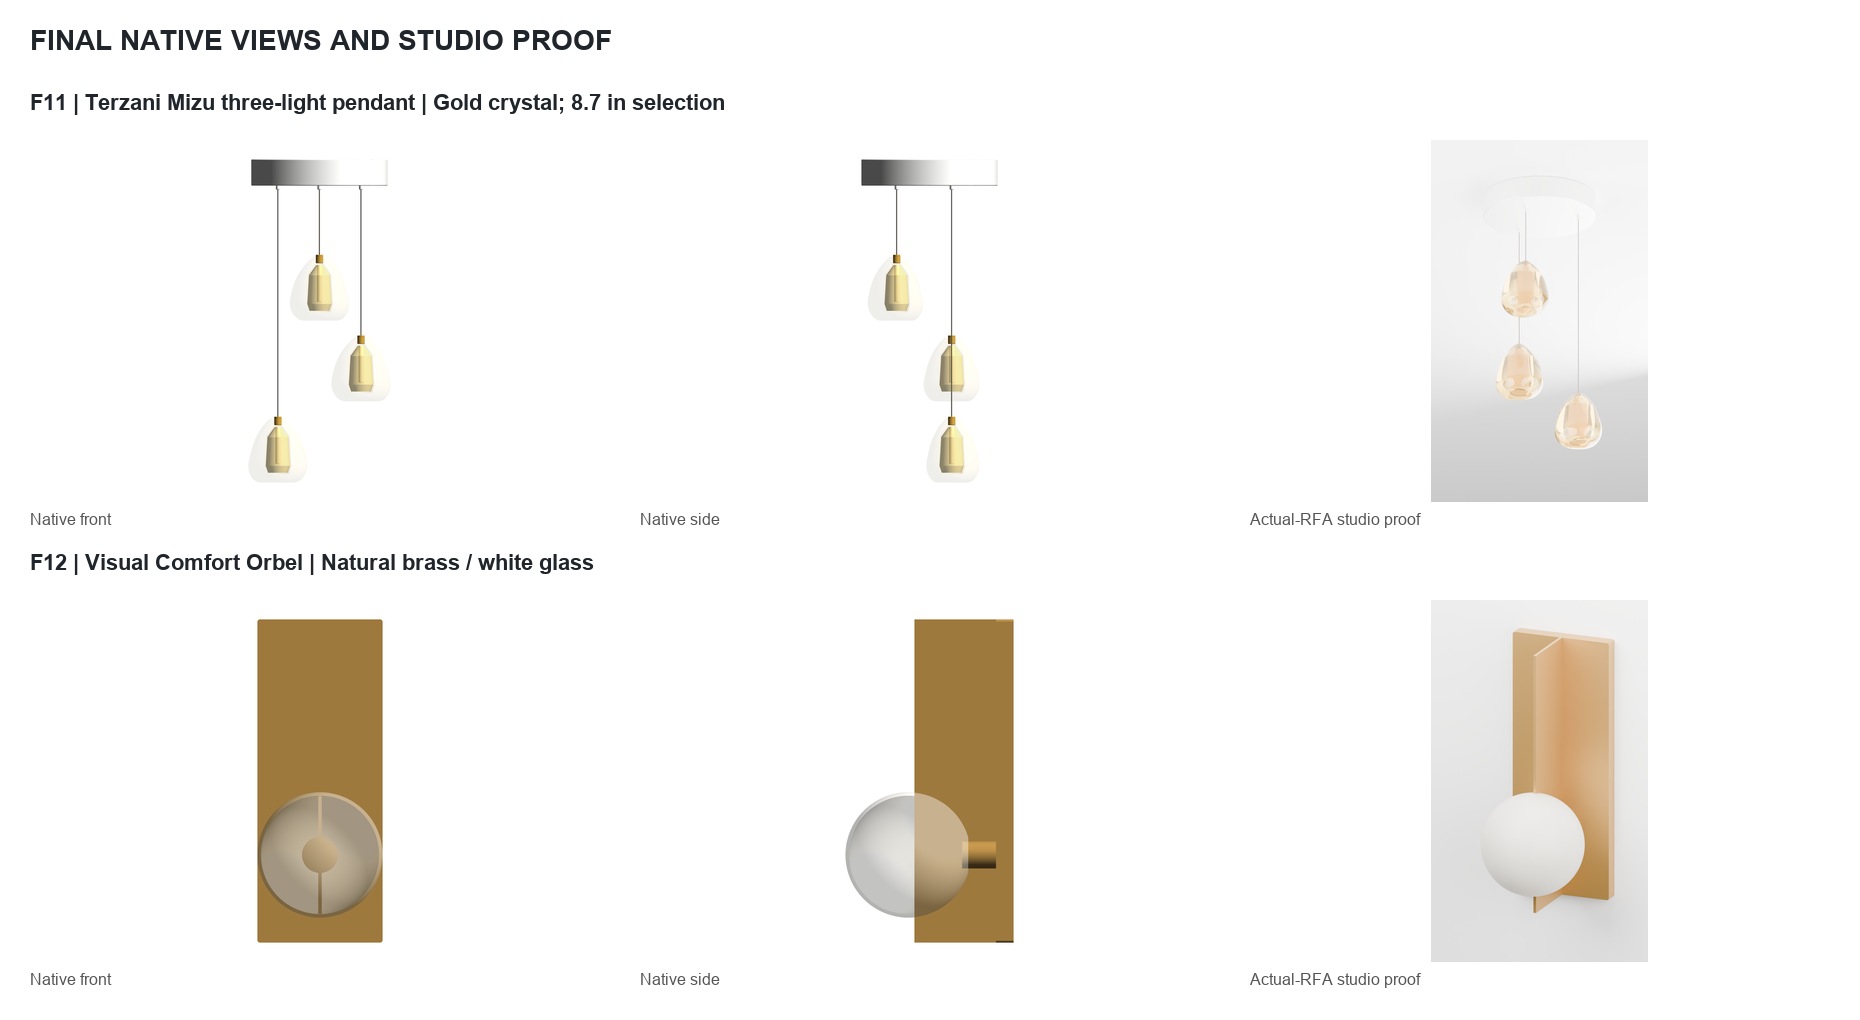 FINAL NATIVE VIEWS AND STUDIO PROOF
F11 | Terzani Mizu three-light pendant | Gold crystal; 8.7 in selection
Native front
Native side
Actual-RFA studio proof
F12 | Visual Comfort Orbel | Natural brass / white glass
Native front
Native side
Actual-RFA studio proof